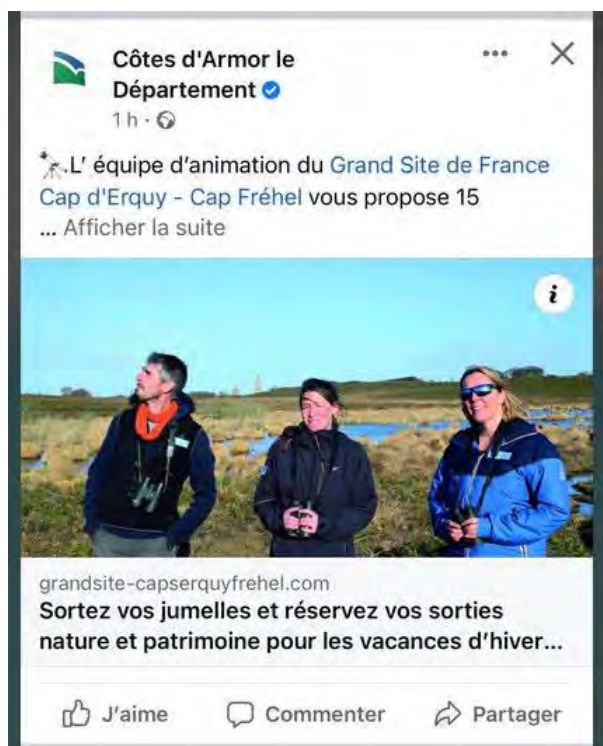 Côtes d'Armor le
Département
1 h ·
L' équipe d'animation du Grand Site de France
Cap d'Erquy - Cap Fréhel vous propose 15
... Afficher la suite
grandsite-capserquyfrehel.com
Sortez vos jumelles et réservez vos sorties
nature et patrimoine pour les vacances d'hiver...
J'aime Commenter Partager